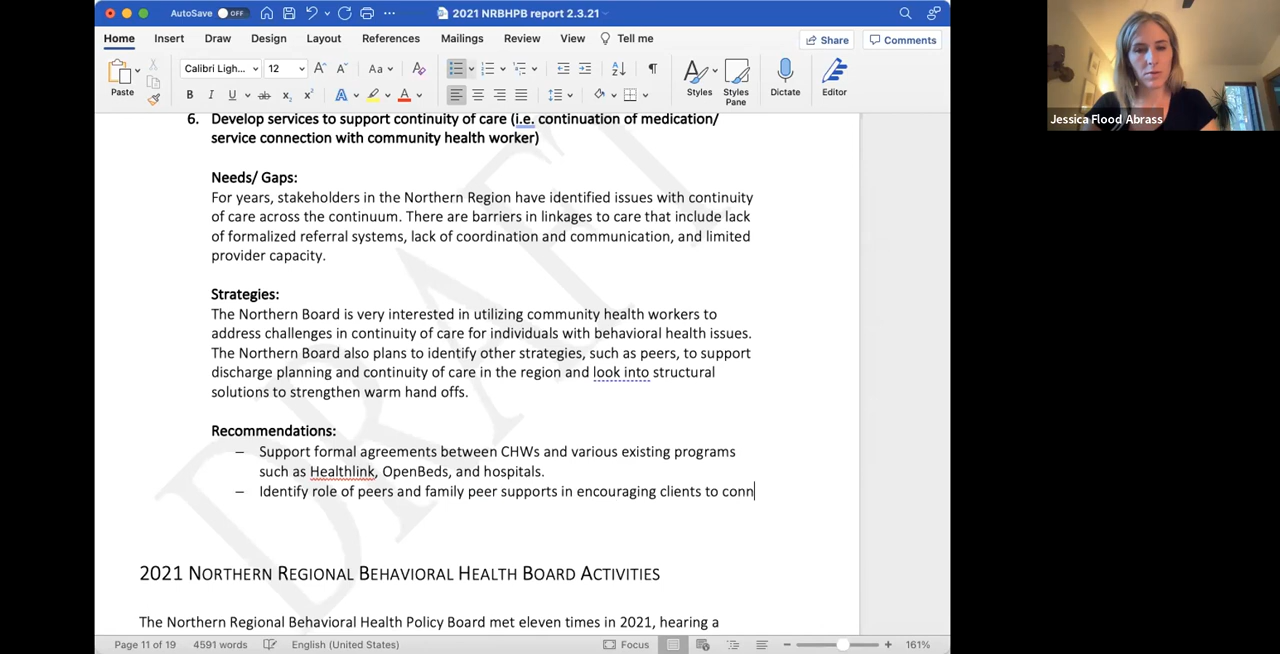 AutoSave OFF 2021 NRBHPB report 2.3.21
Home Insert Draw Design Layout References Mailings Review View Tell me Share Comments
Paste Calibri Ligh... 12 A A Aa A Styles Styles Pane Dictate Editor
B I U ab x₂ x² A A
6. Develop services to support continuity of care (i.e. continuation of medication/
service connection with community health worker)
Needs/ Gaps:
For years, stakeholders in the Northern Region have identified issues with continuity
of care across the continuum. There are barriers in linkages to care that include lack
of formalized referral systems, lack of coordination and communication, and limited
provider capacity.
Strategies:
The Northern Board is very interested in utilizing community health workers to
address challenges in continuity of care for individuals with behavioral health issues.
The Northern Board also plans to identify other strategies, such as peers, to support
discharge planning and continuity of care in the region and look into structural
solutions to strengthen warm hand offs.
Recommendations:
– Support formal agreements between CHWs and various existing programs
such as Healthlink, OpenBeds, and hospitals.
– Identify role of peers and family peer supports in encouraging clients to conn
2021 NORTHERN REGIONAL BEHAVIORAL HEALTH BOARD ACTIVITIES
The Northern Regional Behavioral Health Policy Board met eleven times in 2021, hearing a
DRAFT
Page 11 of 19 4591 words English (United States) Focus 161%
Jessica Flood Abrass